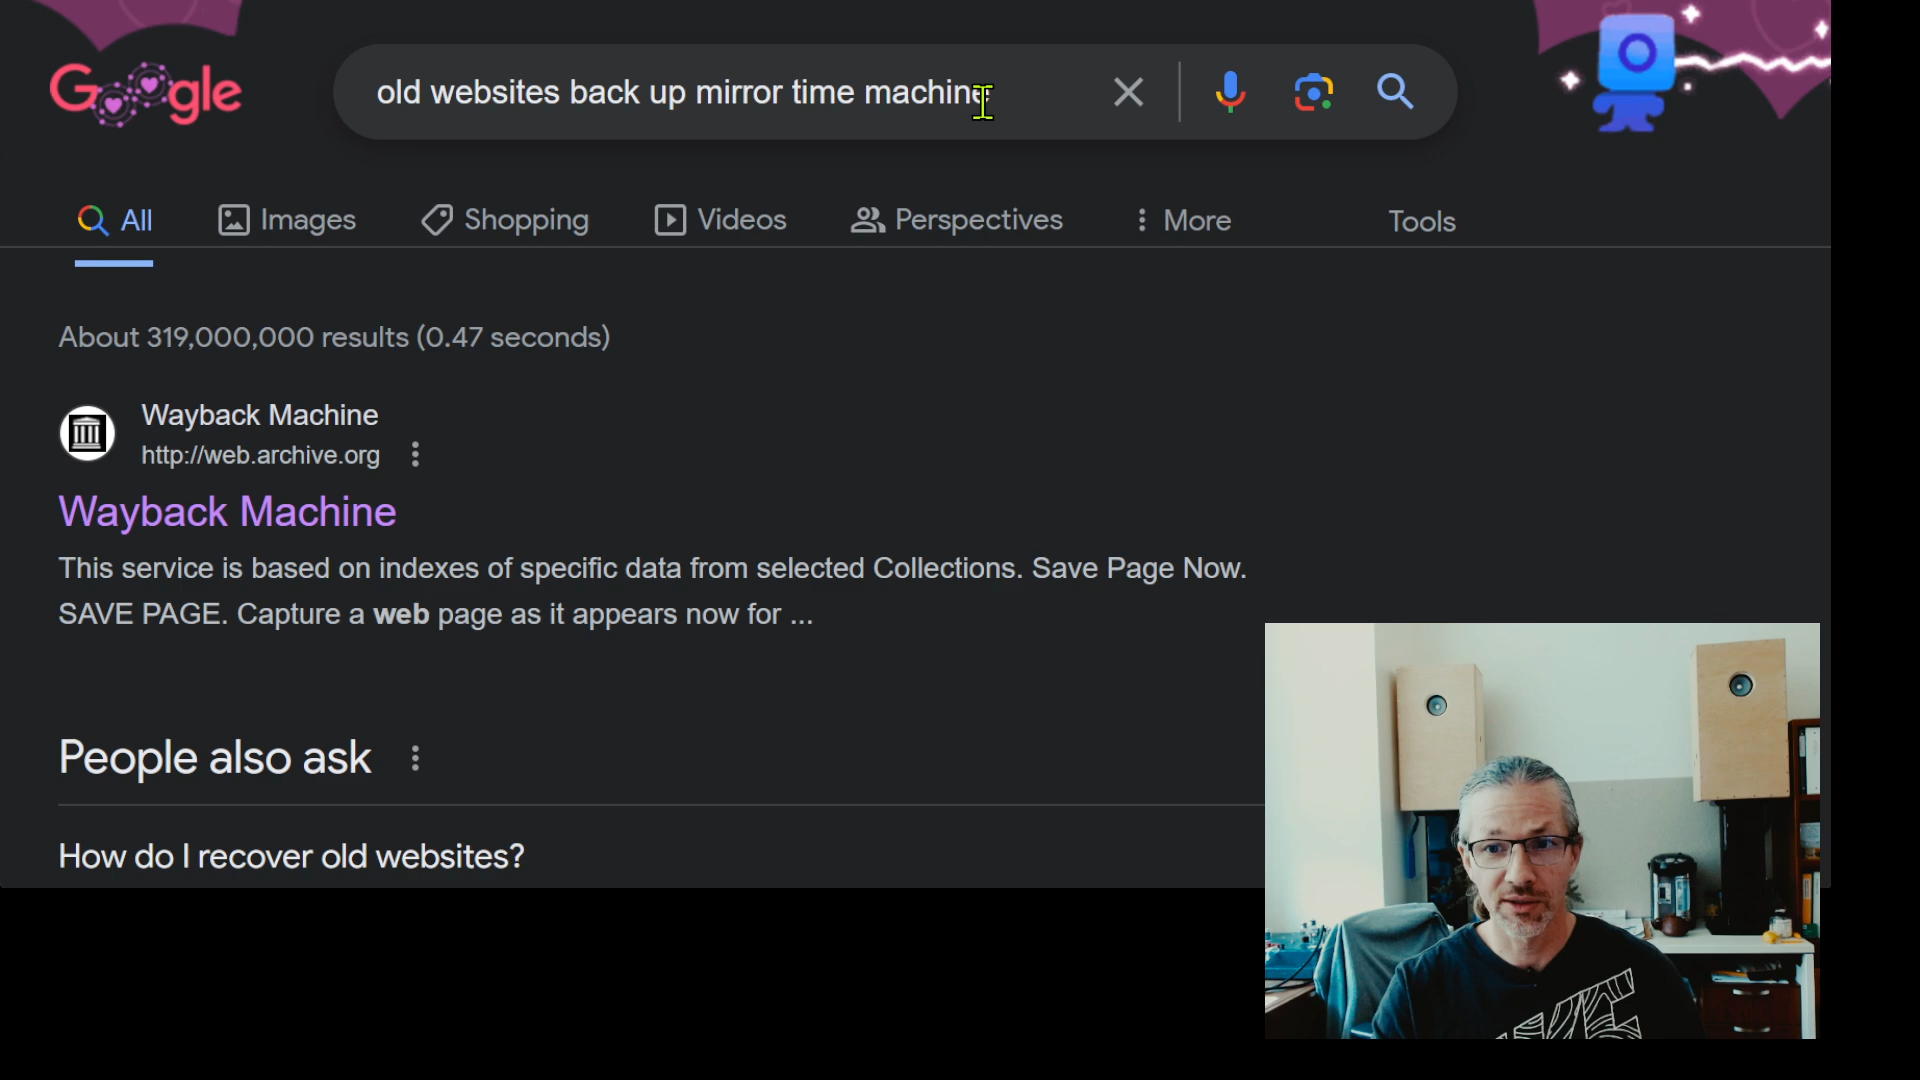 Google
old websites back up mirror time machine
All
Images
Shopping
Videos
Perspectives
More
Tools
About 319,000,000 results (0.47 seconds)
Wayback Machine
http://web.archive.org
Wayback Machine
This service is based on indexes of specific data from selected Collections. Save Page Now.
SAVE PAGE. Capture a web page as it appears now for ...
People also ask
How do I recover old websites?